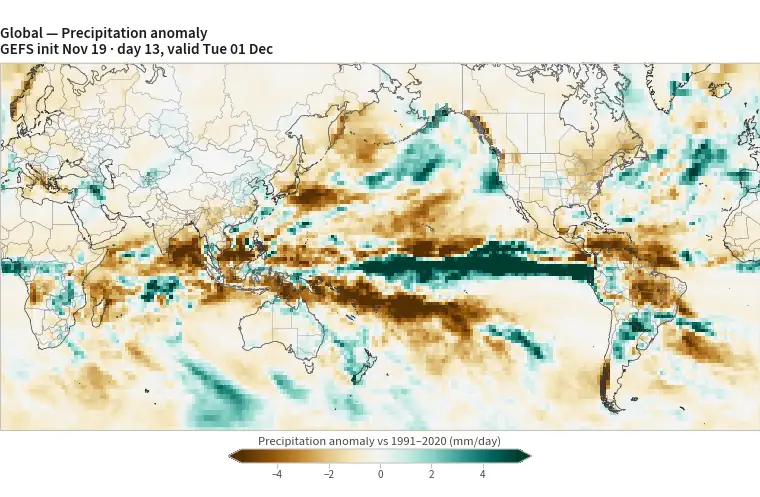 Global — Precipitation anomaly
GEFS init Nov 19 · day 13, valid Tue 01 Dec
Precipitation anomaly vs 1991–2020 (mm/day)
−4 −2 0 2 4